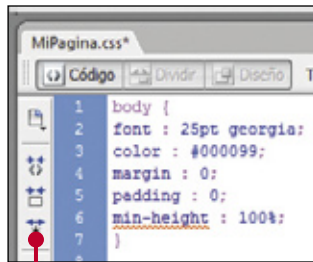 MiPagina.css*
Código Dividir Diseño T
1 body {
2 font : 25pt georgia;
3 color : #000099;
4 margin : 0;
5 padding : 0;
6 min-height : 100%;
7 }